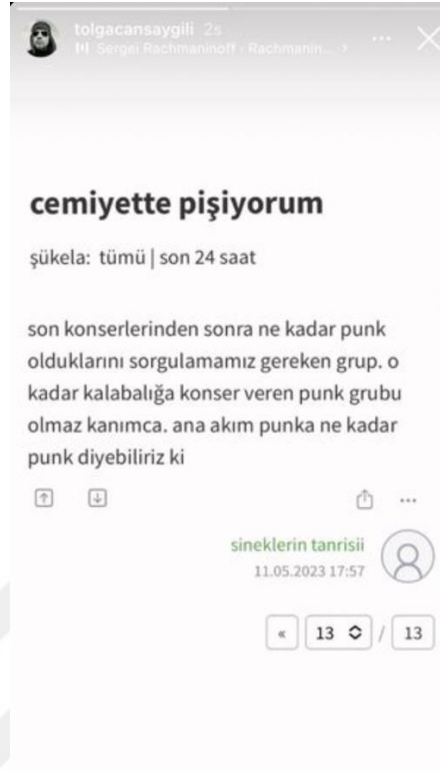 tolgacansaygili 2s
Sergei Rachmaninoff · Rachmanin... >
cemiyette pişiyorum
şükela: tümü | son 24 saat
son konserlerinden sonra ne kadar punk
olduklarını sorgulamamız gereken grup. o
kadar kalabalığa konser veren punk grubu
olmaz kanımca. ana akım punka ne kadar
punk diyebiliriz ki
sineklerin tanrisii
11.05.2023 17:57
« 13 / 13